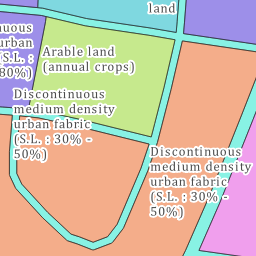 land
nuous
urban
(S.L. :
80%)
Arable land
(annual crops)
Discontinuous
medium density
urban fabric
(S.L. : 30% -
50%)
Discontinuous
medium density
urban fabric
(S.L. : 30% -
50%)